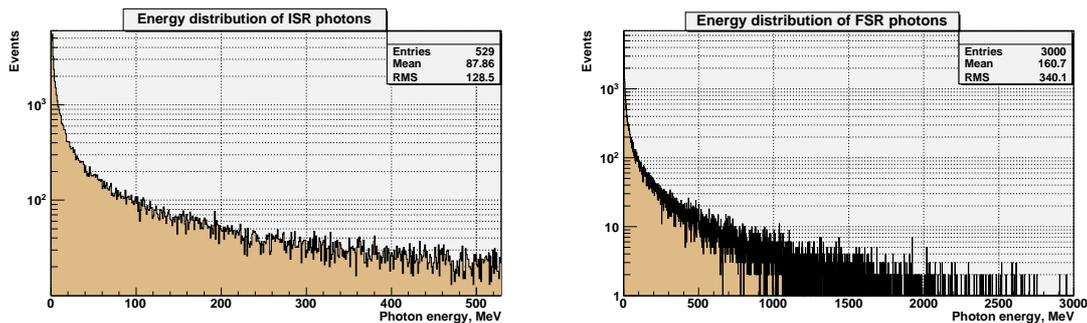 Energy distribution of ISR photons
Events
Entries 529
Mean 87.86
RMS 128.5
10³
10²
0 100 200 300 400 500
Photon energy, MeV
Energy distribution of FSR photons
Events
Entries 3000
Mean 160.7
RMS 340.1
10³
10²
10
1
0 500 1000 1500 2000 2500 3000
Photon energy, MeV